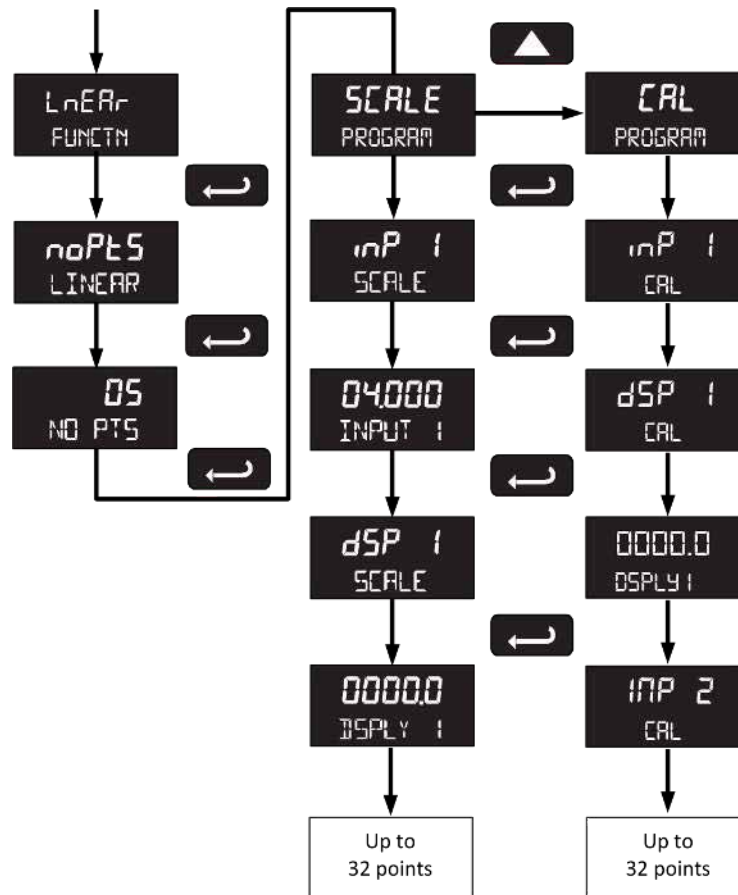 LnEAr
FUNCTN
noPtS
LINEAR
05
NO PTS
SCALE
PROGRAM
inP 1
SCALE
04.000
INPUT 1
dSP 1
SCALE
0000.0
DSPLY 1
Up to
32 points
CAL
PROGRAM
inP 1
CAL
dSP 1
CAL
0000.0
DSPLY1
INP 2
CAL
Up to
32 points